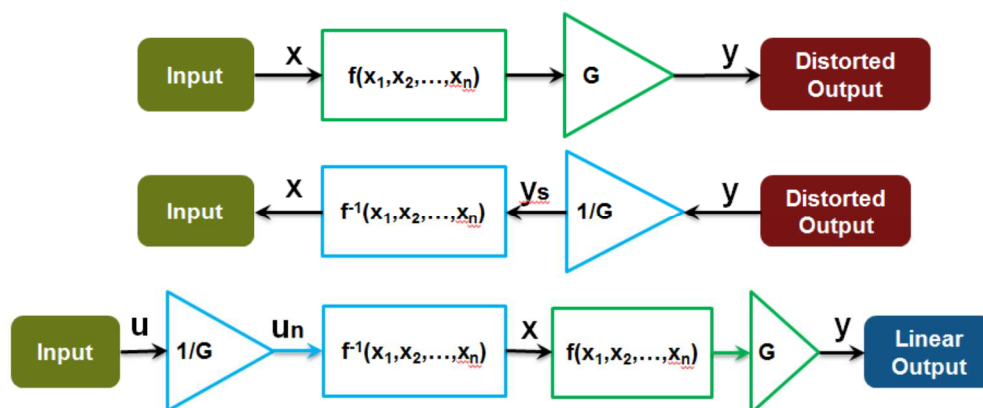 Input
x
f(x₁,x₂,...,xₙ)
G
y
Distorted
Output
Input
x
f⁻¹(x₁,x₂,...,xₙ)
ys
1/G
y
Distorted
Output
Input
u
1/G
un
f⁻¹(x₁,x₂,...,xₙ)
x
f(x₁,x₂,...,xₙ)
G
y
Linear
Output